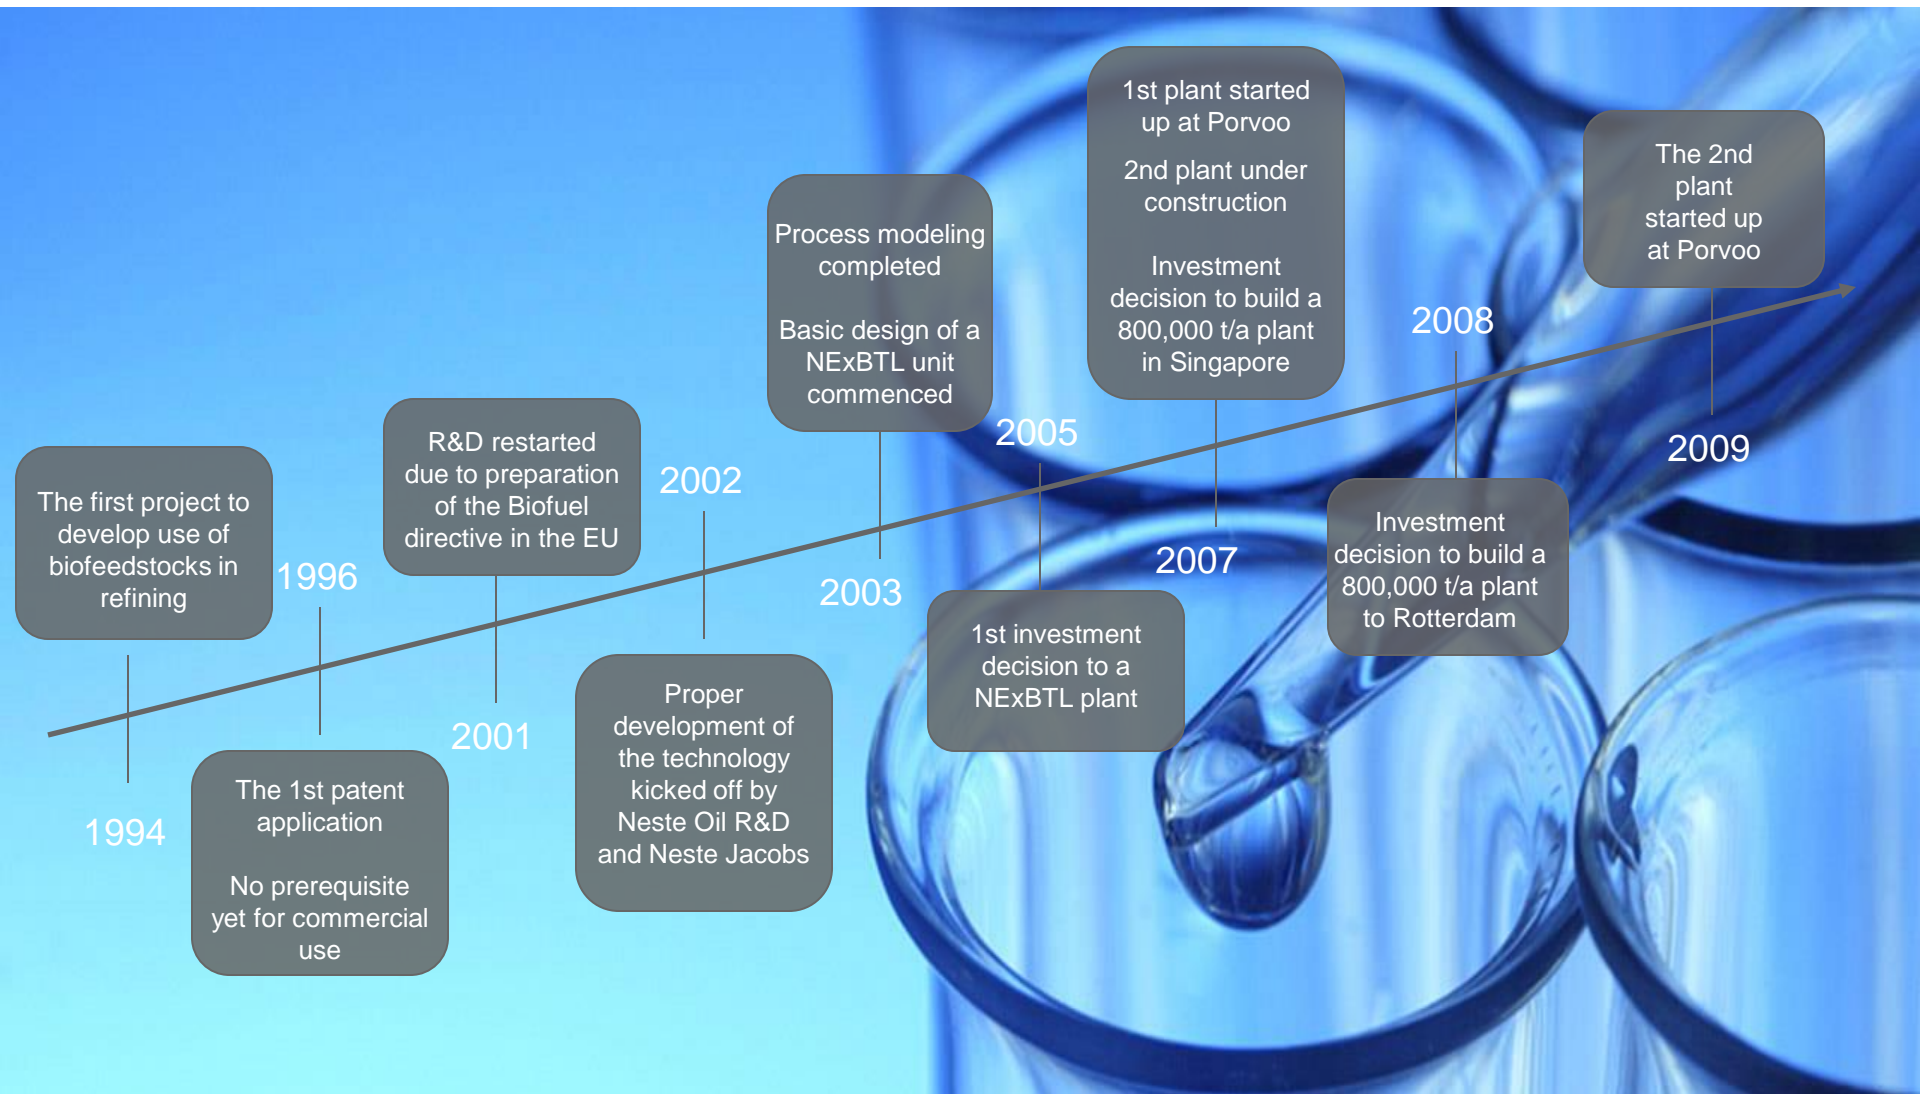 The first project to
develop use of
biofeedstocks in
refining
1994
1996
The 1st patent
application
No prerequisite
yet for commercial
use
R&D restarted
due to preparation
of the Biofuel
directive in the EU
2001
2002
Proper
development of
the technology
kicked off by
Neste Oil R&D
and Neste Jacobs
Process modeling
completed
Basic design of a
NExBTL unit
commenced
2003
2005
1st investment
decision to a
NExBTL plant
1st plant started
up at Porvoo
2nd plant under
construction
Investment
decision to build a
800,000 t/a plant
in Singapore
2007
2008
Investment
decision to build a
800,000 t/a plant
to Rotterdam
The 2nd
plant
started up
at Porvoo
2009